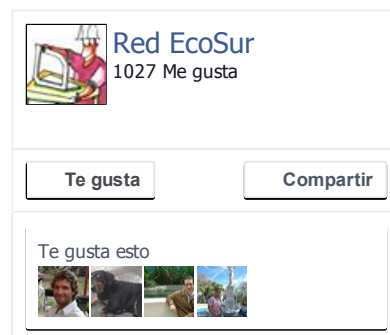 Red EcoSur
1027 Me gusta
Te gusta
Compartir
Te gusta esto